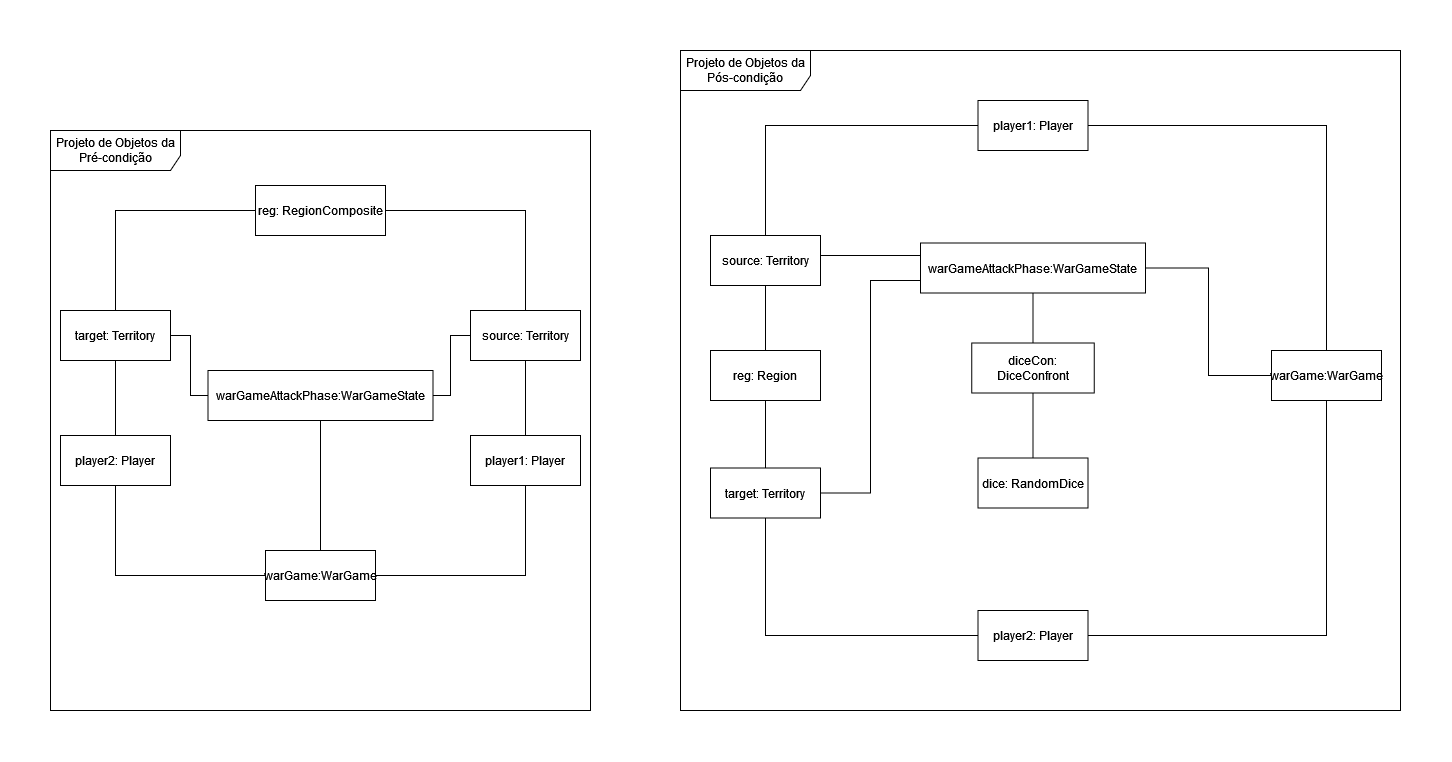 Projeto de Objetos da
Pré-condição
reg: RegionComposite
target: Territory
source: Territory
warGameAttackPhase:WarGameState
player2: Player
player1: Player
warGame:WarGame
Projeto de Objetos da
Pós-condição
player1: Player
source: Territory
warGameAttackPhase:WarGameState
diceCon:
DiceConfront
reg: Region
warGame:WarGame
target: Territory
dice: RandomDice
player2: Player